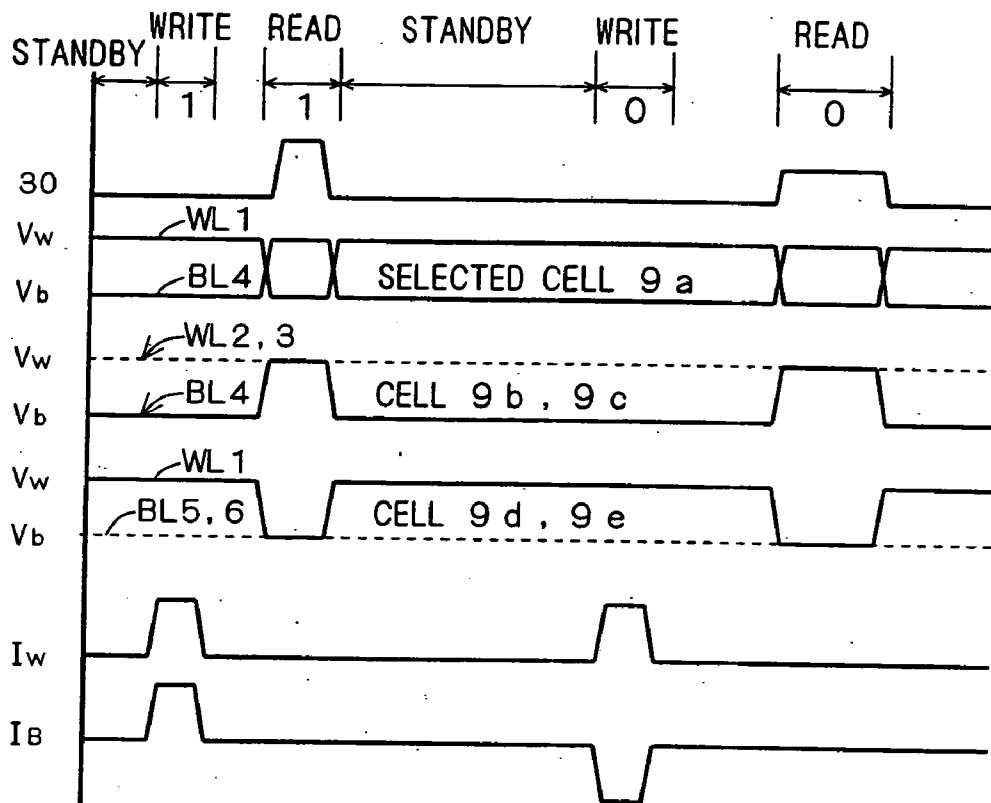 STANDBY WRITE READ STANDBY WRITE READ
1 1 0 0
30
Vw WL1
Vb BL4 SELECTED CELL 9a
Vw WL2,3
Vb BL4 CELL 9b, 9c
Vw WL1
Vb BL5,6 CELL 9d, 9e
Iw
IB